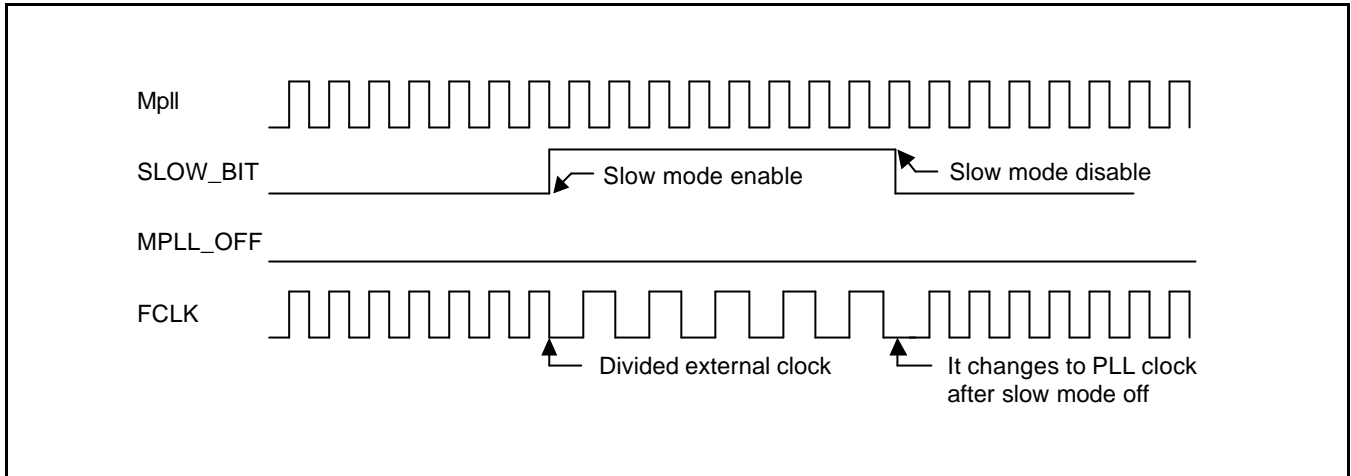 Mpll
SLOW_BIT
Slow mode enable
Slow mode disable
MPLL_OFF
FCLK
Divided external clock
It changes to PLL clock
after slow mode off